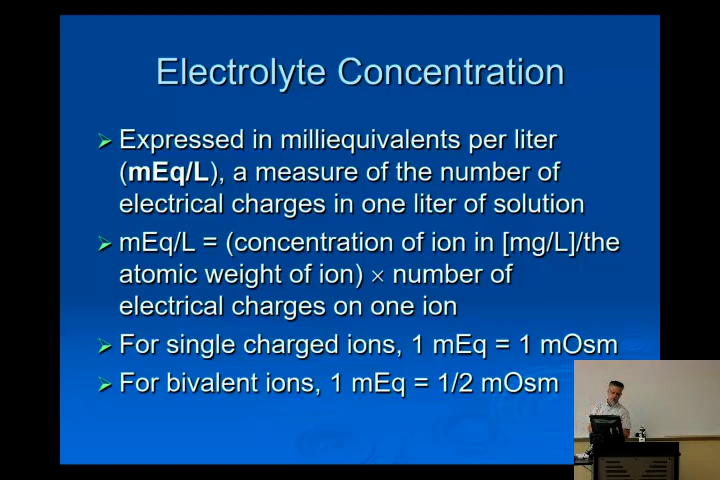 Electrolyte Concentration
Expressed in milliequivalents per liter
(mEq/L), a measure of the number of
electrical charges in one liter of solution
mEq/L = (concentration of ion in [mg/L]/the
atomic weight of ion) × number of
electrical charges on one ion
For single charged ions, 1 mEq = 1 mOsm
For bivalent ions, 1 mEq = 1/2 mOsm